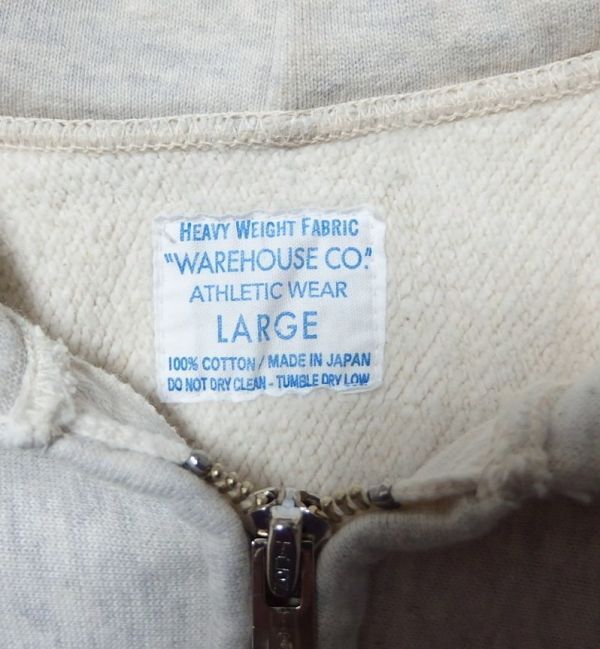 HEAVY WEIGHT FABRIC
"WAREHOUSE CO."
ATHLETIC WEAR
LARGE
100% COTTON / MADE IN JAPAN
DO NOT DRY CLEAN - TUMBLE DRY LOW